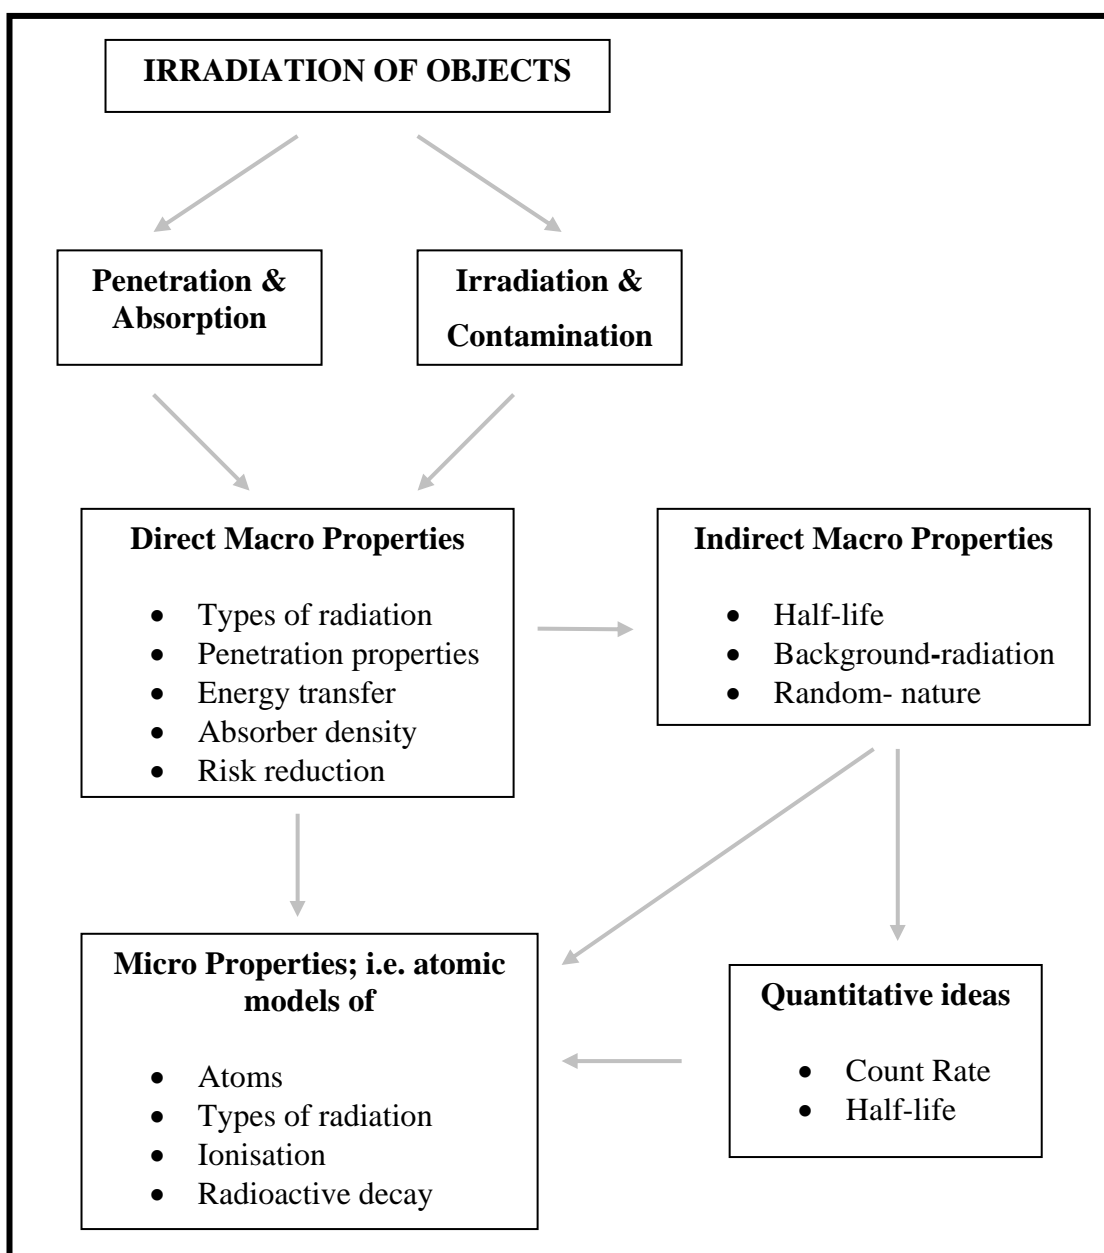 IRRADIATION OF OBJECTS
Penetration &
Absorption
Irradiation &
Contamination
Direct Macro Properties
• Types of radiation
• Penetration properties
• Energy transfer
• Absorber density
• Risk reduction
Indirect Macro Properties
• Half-life
• Background-radiation
• Random- nature
Micro Properties; i.e. atomic
models of
• Atoms
• Types of radiation
• Ionisation
• Radioactive decay
Quantitative ideas
• Count Rate
• Half-life